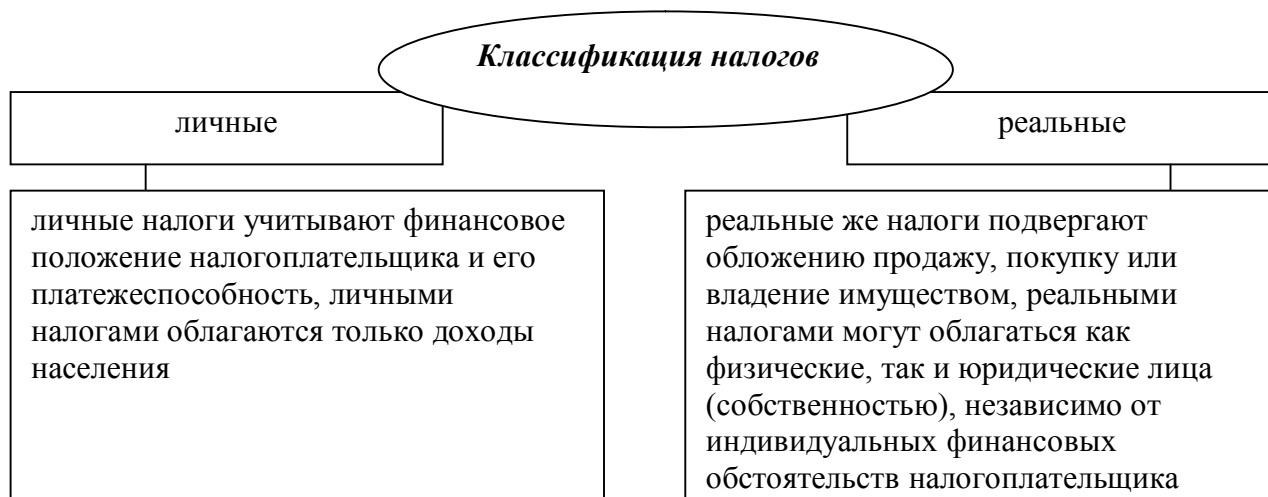 Классификация налогов
личные
реальные
личные налоги учитывают финансовое
положение налогоплательщика и его
платежеспособность, личными
налогами облагаются только доходы
населения
реальные же налоги подвергают
обложению продажу, покупку или
владение имуществом, реальными
налогами могут облагаться как
физические, так и юридические лица
(собственностью), независимо от
индивидуальных финансовых
обстоятельств налогоплательщика